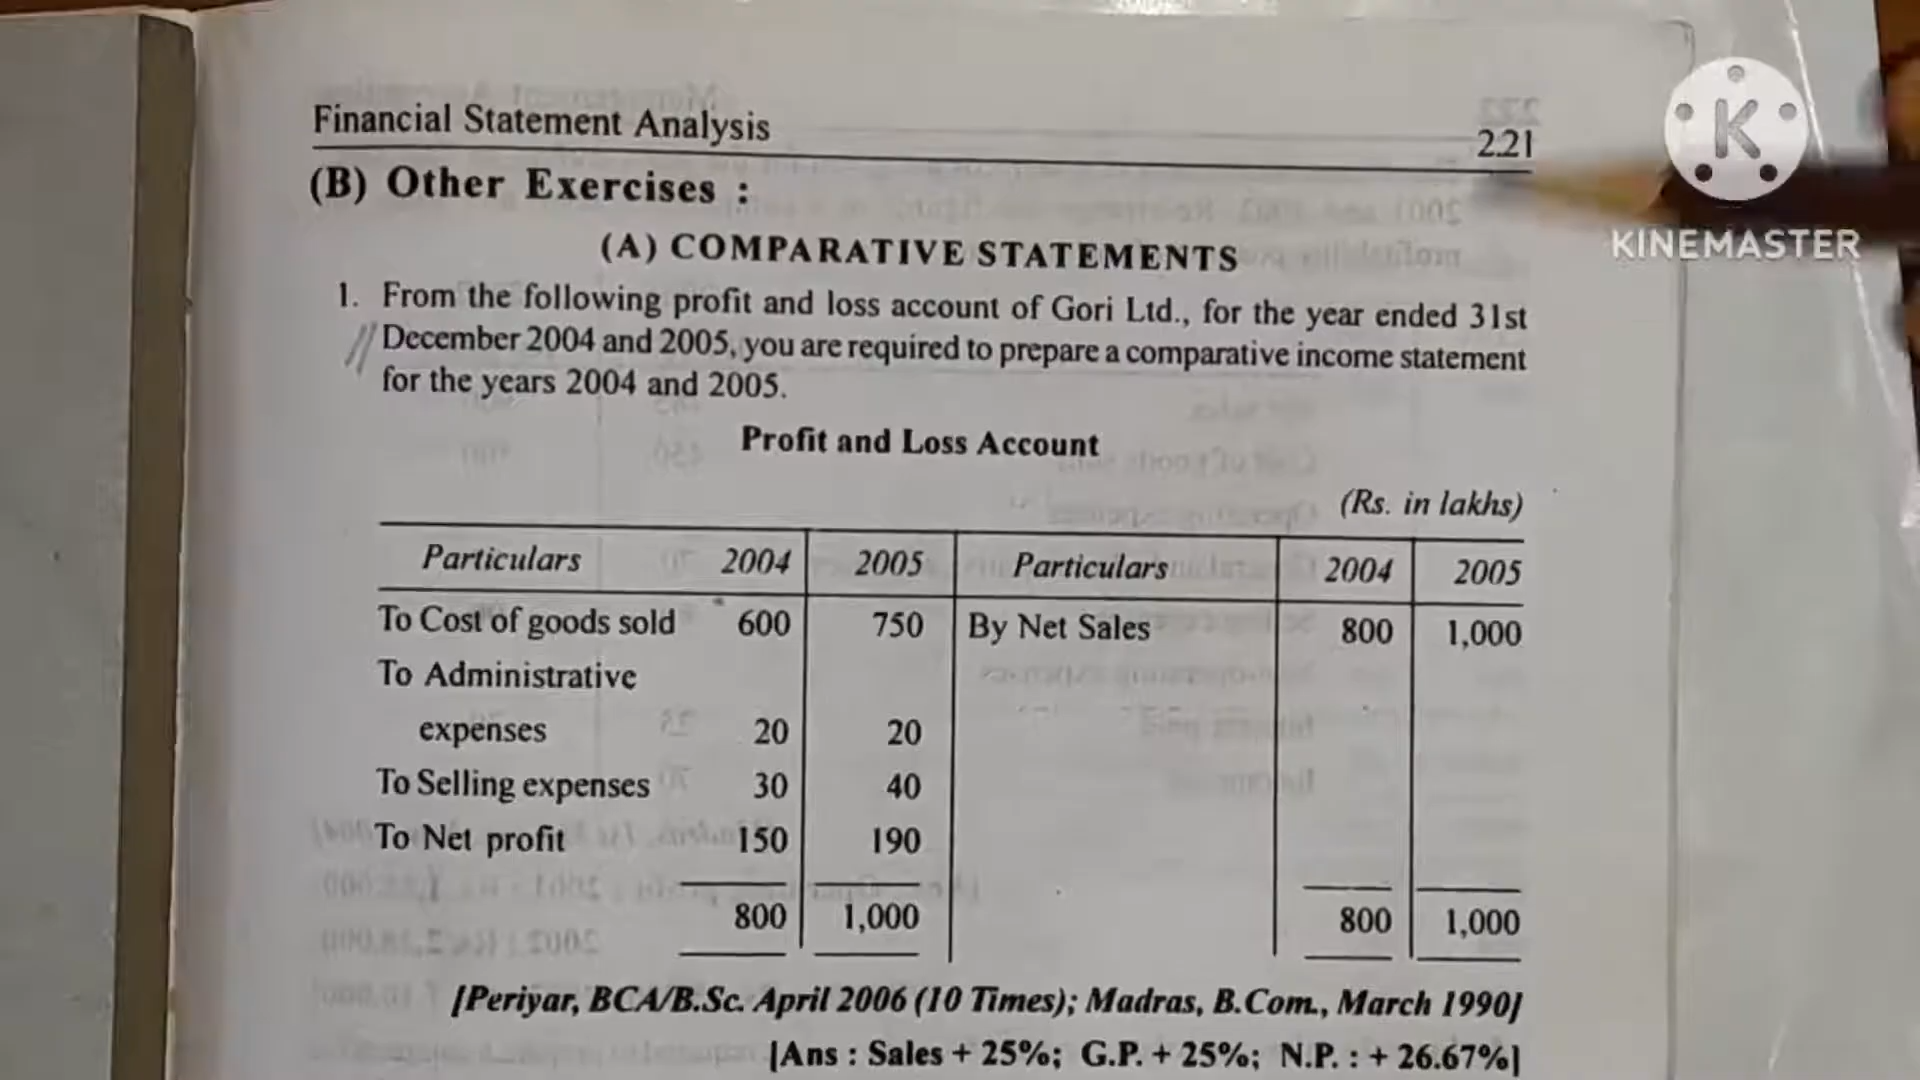 Financial Statement Analysis 2.21
(B) Other Exercises :
(A) COMPARATIVE STATEMENTS
1. From the following profit and loss account of Gori Ltd., for the year ended 31st
December 2004 and 2005, you are required to prepare a comparative income statement
for the years 2004 and 2005.
Profit and Loss Account
(Rs. in lakhs)
Particulars 2004 2005 Particulars 2004 2005
To Cost of goods sold 600 750 By Net Sales 800 1,000
To Administrative
expenses 20 20
To Selling expenses 30 40
To Net profit 150 190
800 1,000 800 1,000
[Periyar, BCA/B.Sc. April 2006 (10 Times); Madras, B.Com., March 1990]
[Ans : Sales + 25%; G.P. + 25%; N.P. : + 26.67%]
K
KINEMASTER